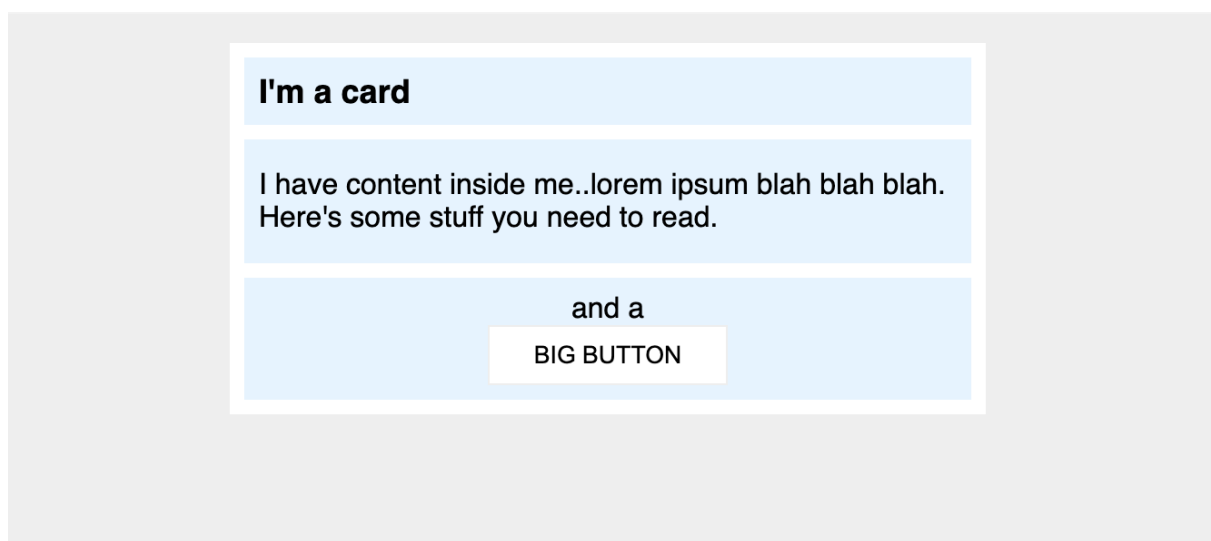 I'm a card
I have content inside me..lorem ipsum blah blah blah.
Here's some stuff you need to read.
and a
BIG BUTTON